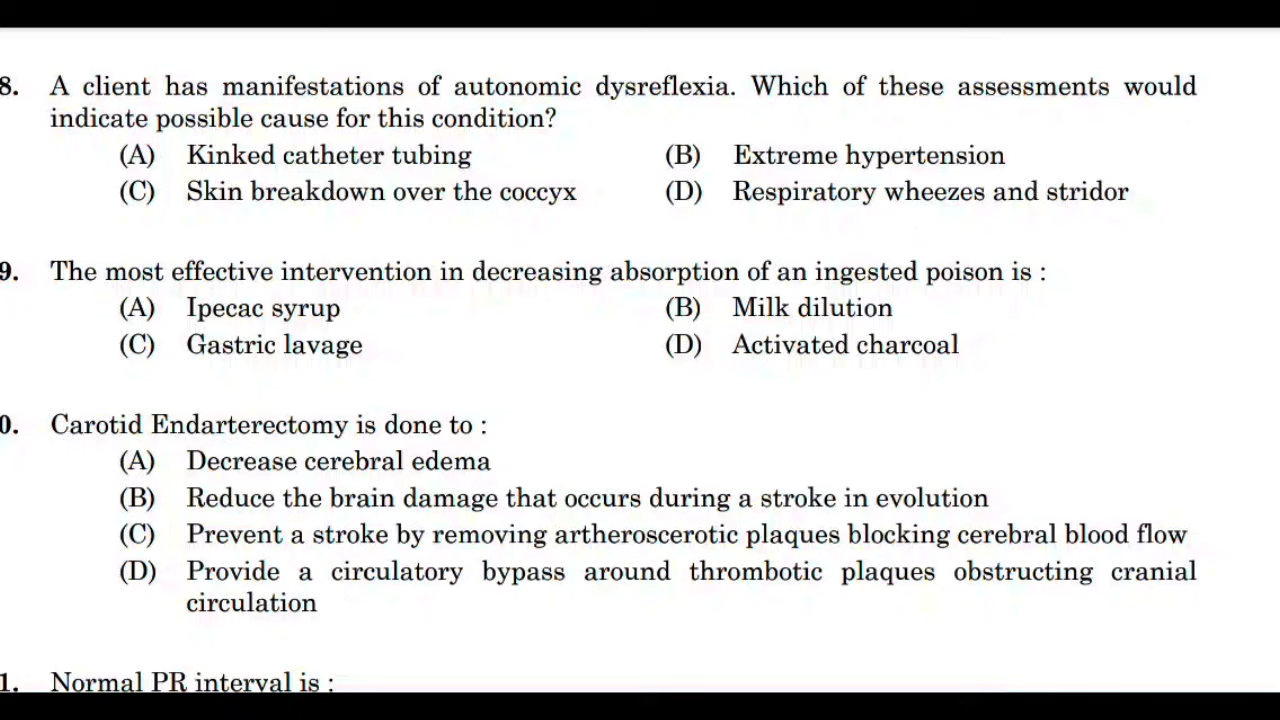 8. A client has manifestations of autonomic dysreflexia. Which of these assessments would
indicate possible cause for this condition?
(A) Kinked catheter tubing (B) Extreme hypertension
(C) Skin breakdown over the coccyx (D) Respiratory wheezes and stridor
9. The most effective intervention in decreasing absorption of an ingested poison is :
(A) Ipecac syrup (B) Milk dilution
(C) Gastric lavage (D) Activated charcoal
0. Carotid Endarterectomy is done to :
(A) Decrease cerebral edema
(B) Reduce the brain damage that occurs during a stroke in evolution
(C) Prevent a stroke by removing artheroscerotic plaques blocking cerebral blood flow
(D) Provide a circulatory bypass around thrombotic plaques obstructing cranial
circulation
1. Normal PR interval is :